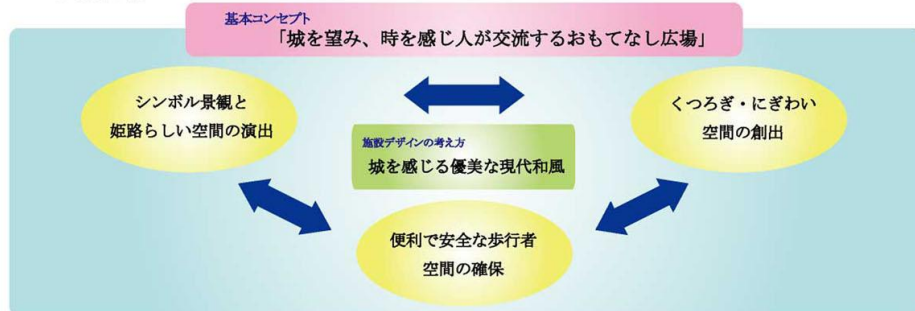 基本コンセプト
「城を望み、時を感じ人が交流するおもてなし広場」
シンボル景観と
姫路らしい空間の演出
くつろぎ・にぎわい
空間の創出
施設デザインの考え方
城を感じる優美な現代和風
便利で安全な歩行者
空間の確保